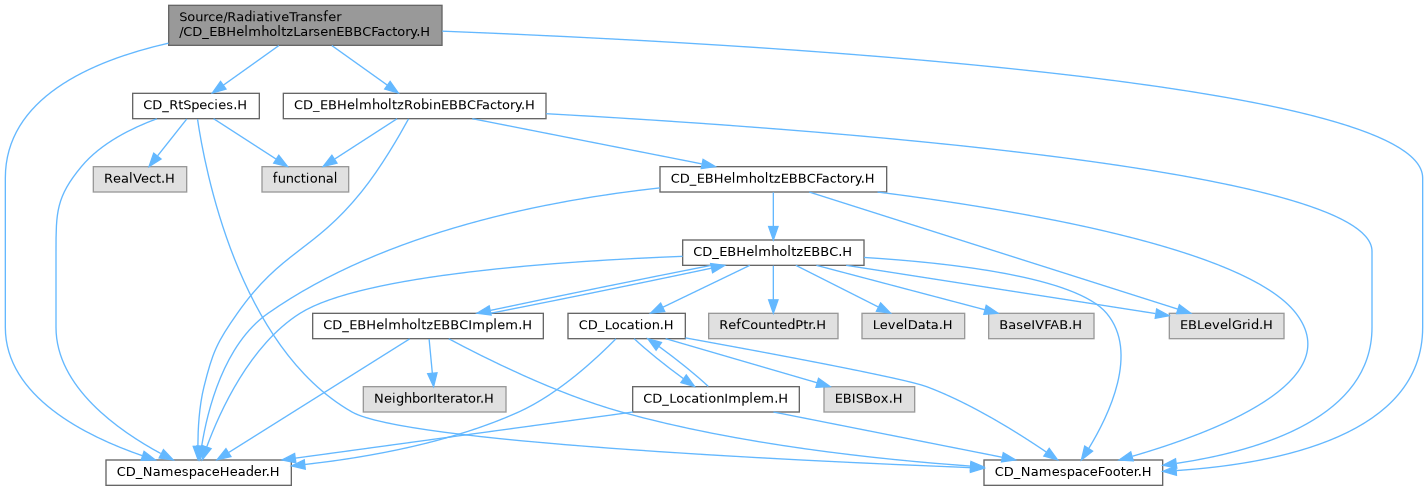 Source/RadiativeTransfer
/CD_EBHelmholtzLarsenEBBCFactory.H
CD_RtSpecies.H
CD_EBHelmholtzRobinEBBCFactory.H
RealVect.H
functional
CD_EBHelmholtzEBBCFactory.H
CD_EBHelmholtzEBBC.H
CD_EBHelmholtzEBBCImplem.H
CD_Location.H
RefCountedPtr.H
LevelData.H
BaseIVFAB.H
EBLevelGrid.H
NeighborIterator.H
CD_LocationImplem.H
EBISBox.H
CD_NamespaceHeader.H
CD_NamespaceFooter.H